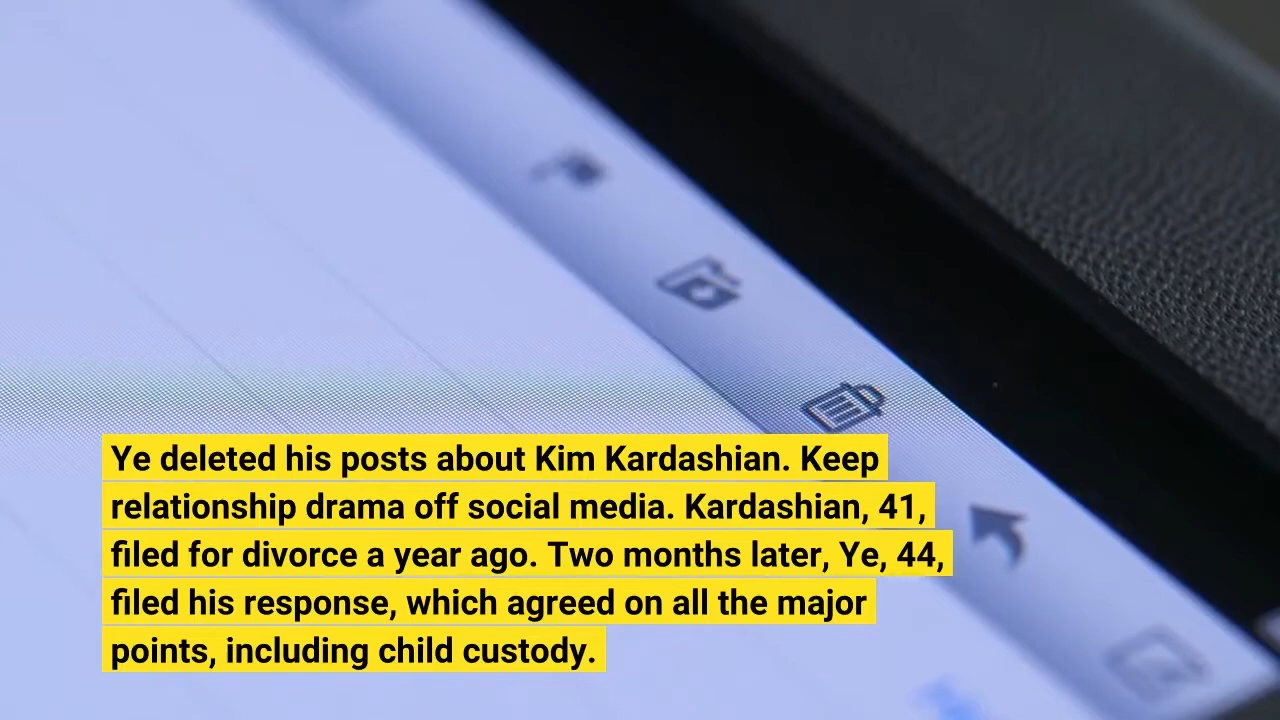 Ye deleted his posts about Kim Kardashian. Keep
relationship drama off social media. Kardashian, 41,
filed for divorce a year ago. Two months later, Ye, 44,
filed his response, which agreed on all the major
points, including child custody.